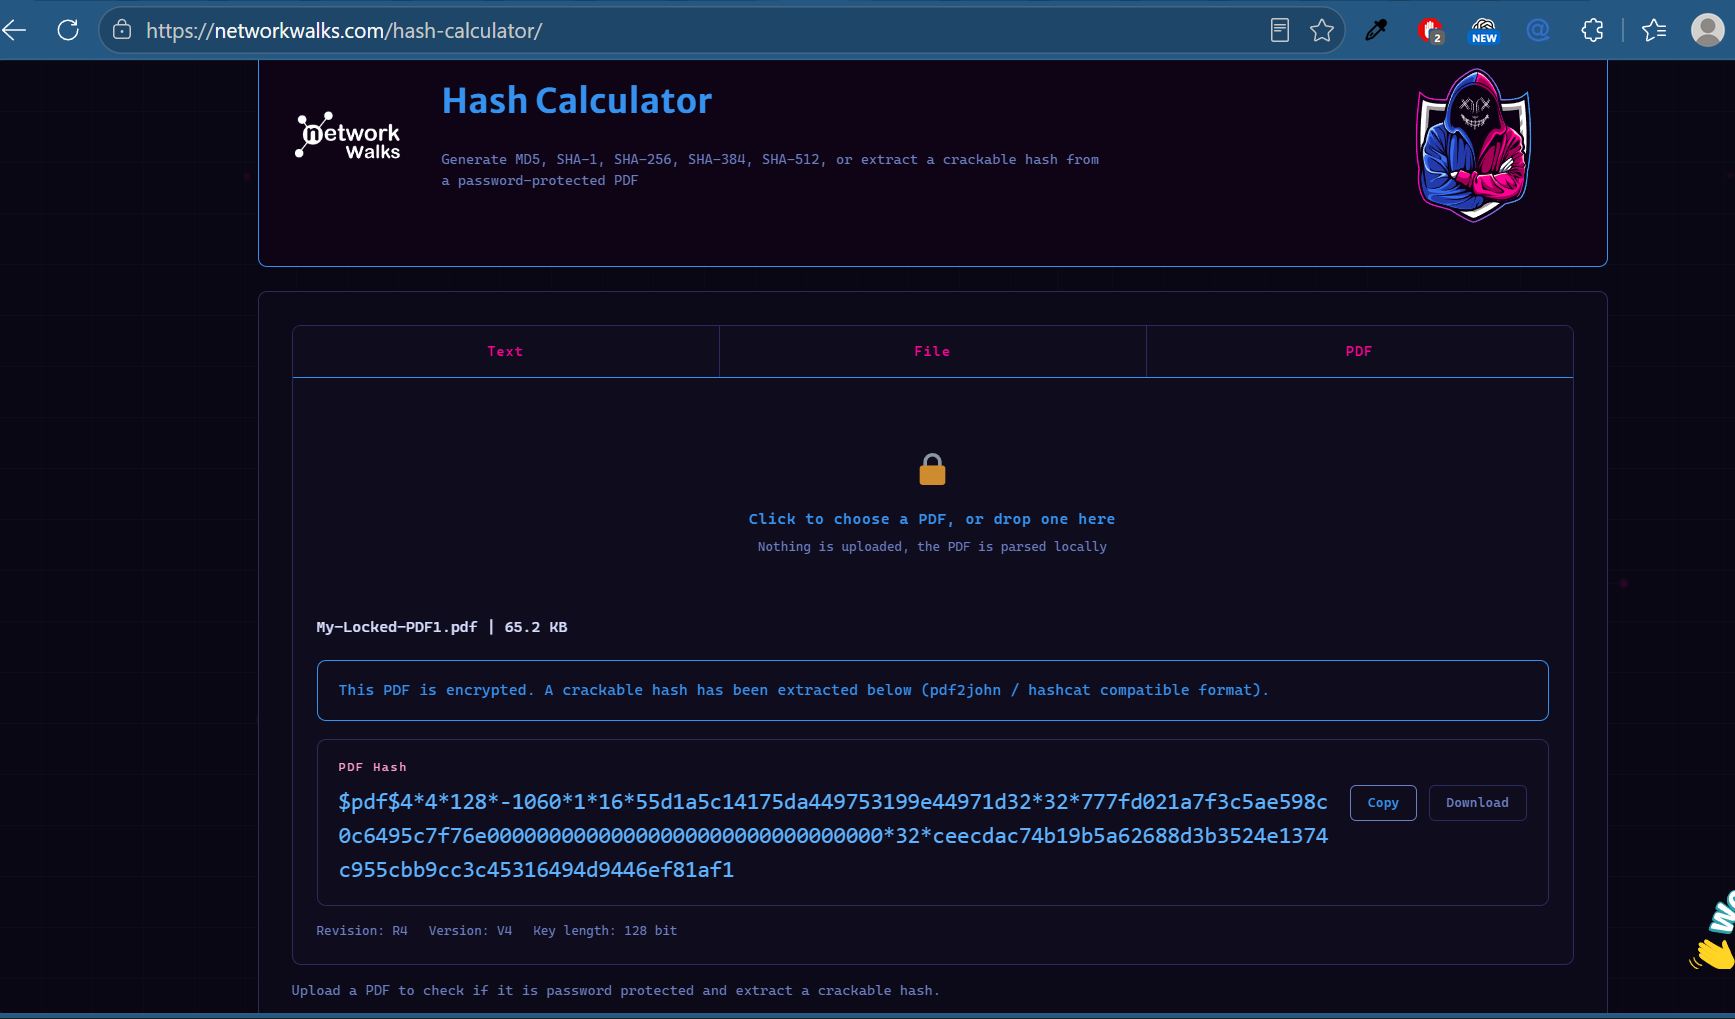 https://networkwalks.com/hash-calculator/
2
NEW
network
Walks
Hash Calculator
Generate MD5, SHA-1, SHA-256, SHA-384, SHA-512, or extract a crackable hash from
a password-protected PDF
Text
File
PDF
Click to choose a PDF, or drop one here
Nothing is uploaded, the PDF is parsed locally
My-Locked-PDF1.pdf | 65.2 KB
This PDF is encrypted. A crackable hash has been extracted below (pdf2john / hashcat compatible format).
PDF Hash
$pdf$4*4*128*-1060*1*16*55d1a5c14175da449753199e44971d32*32*777fd021a7f3c5ae598c
0c6495c7f76e00000000000000000000000000000000*32*ceecdac74b19b5a62688d3b3524e1374
c955cbb9cc3c45316494d9446ef81af1
Copy
Download
Revision: R4 Version: V4 Key length: 128 bit
Upload a PDF to check if it is password protected and extract a crackable hash.